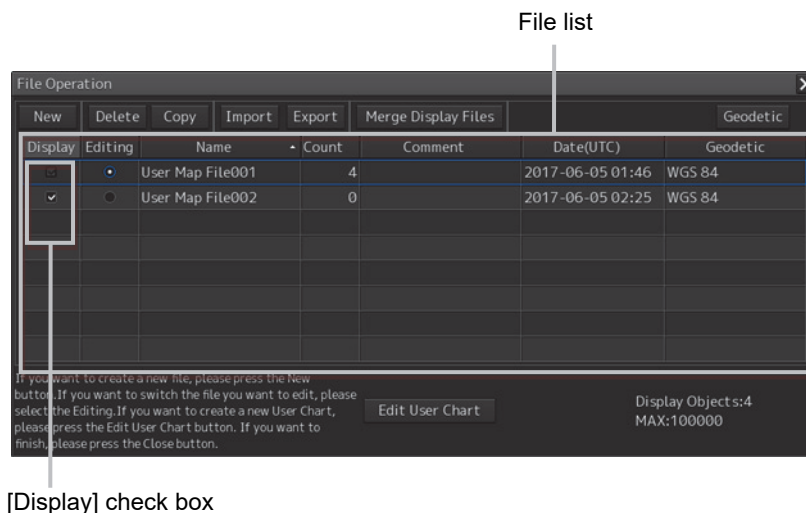 File list
File Operation
New Delete Copy Import Export Merge Display Files Geodetic
Display Editing Name Count Comment Date(UTC) Geodetic
User Map File001 4 2017-06-05 01:46 WGS 84
User Map File002 0 2017-06-05 02:25 WGS 84
If you want to create a new file, please press the New
button.If you want to switch the file you want to edit, please
select the Editing.If you want to create a new User Chart,
please press the Edit User Chart button. If you want to
finish, please press the Close button.
Edit User Chart
Display Objects:4
MAX:100000
[Display] check box